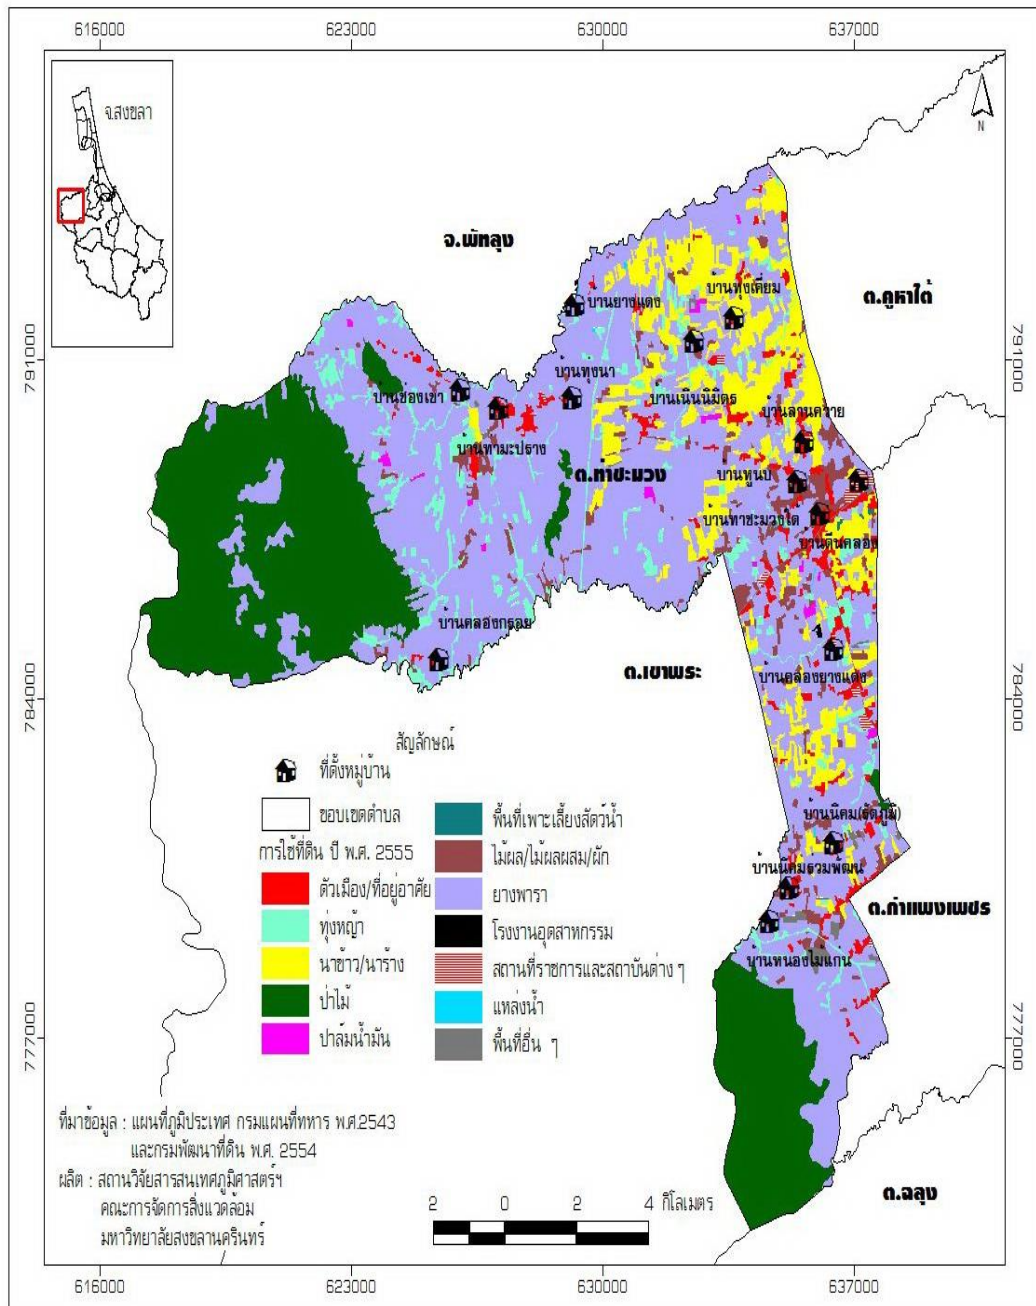 616000
623000
630000
637000
จ.สงขลา
N
จ.พัทลุง
ต.คูหาใต้
บ้านทุ่งเคี่ยม
บ้านยางแดง
791000
791000
บ้านทุ่งนา
บ้านช่องเขา
บ้านเนินนิมิตร
บ้านลานควาย
บ้านท่ามะปราง
ต.ท่าชะมวง
บ้านหูนบ
บ้านท่าชะมวงใต้
บ้านคลองกรอย
ต.เขาพระ
บ้านคลองยางแดง
784000
784000
สัญลักษณ์
ที่ตั้งหมู่บ้าน
ขอบเขตตำบล
การใช้ที่ดิน ปี พ.ศ. 2555
ตัวเมือง/ที่อยู่อาศัย
ทุ่งหญ้า
นาข้าว/นาร้าง
ป่าไม้
ปาล์มน้ำมัน
พื้นที่เพาะเลี้ยงสัตว์น้ำ
ไม้ผล/ไม้ผลผสม/ผัก
ยางพารา
โรงงานอุตสาหกรรม
สถานที่ราชการและสถาบันต่าง ๆ
แหล่งน้ำ
พื้นที่อื่น ๆ
บ้านนิคม(รัตภูมิ)
บ้านนิคมร่วมพัฒน
ต.กำแพงเพชร
บ้านหนองไม้แก่น
777000
777000
ที่มาข้อมูล : แผนที่ภูมิประเทศ กรมแผนที่ทหาร พ.ศ.2543
และกรมพัฒนาที่ดิน พ.ศ. 2554
ผลิต : สถานวิจัยสารสนเทศภูมิศาสตร์ฯ
คณะการจัดการสิ่งแวดล้อม
มหาวิทยาลัยสงขลานครินทร์
ต.ฉลุง
2 0 2 4 กิโลเมตร
616000
623000
630000
637000